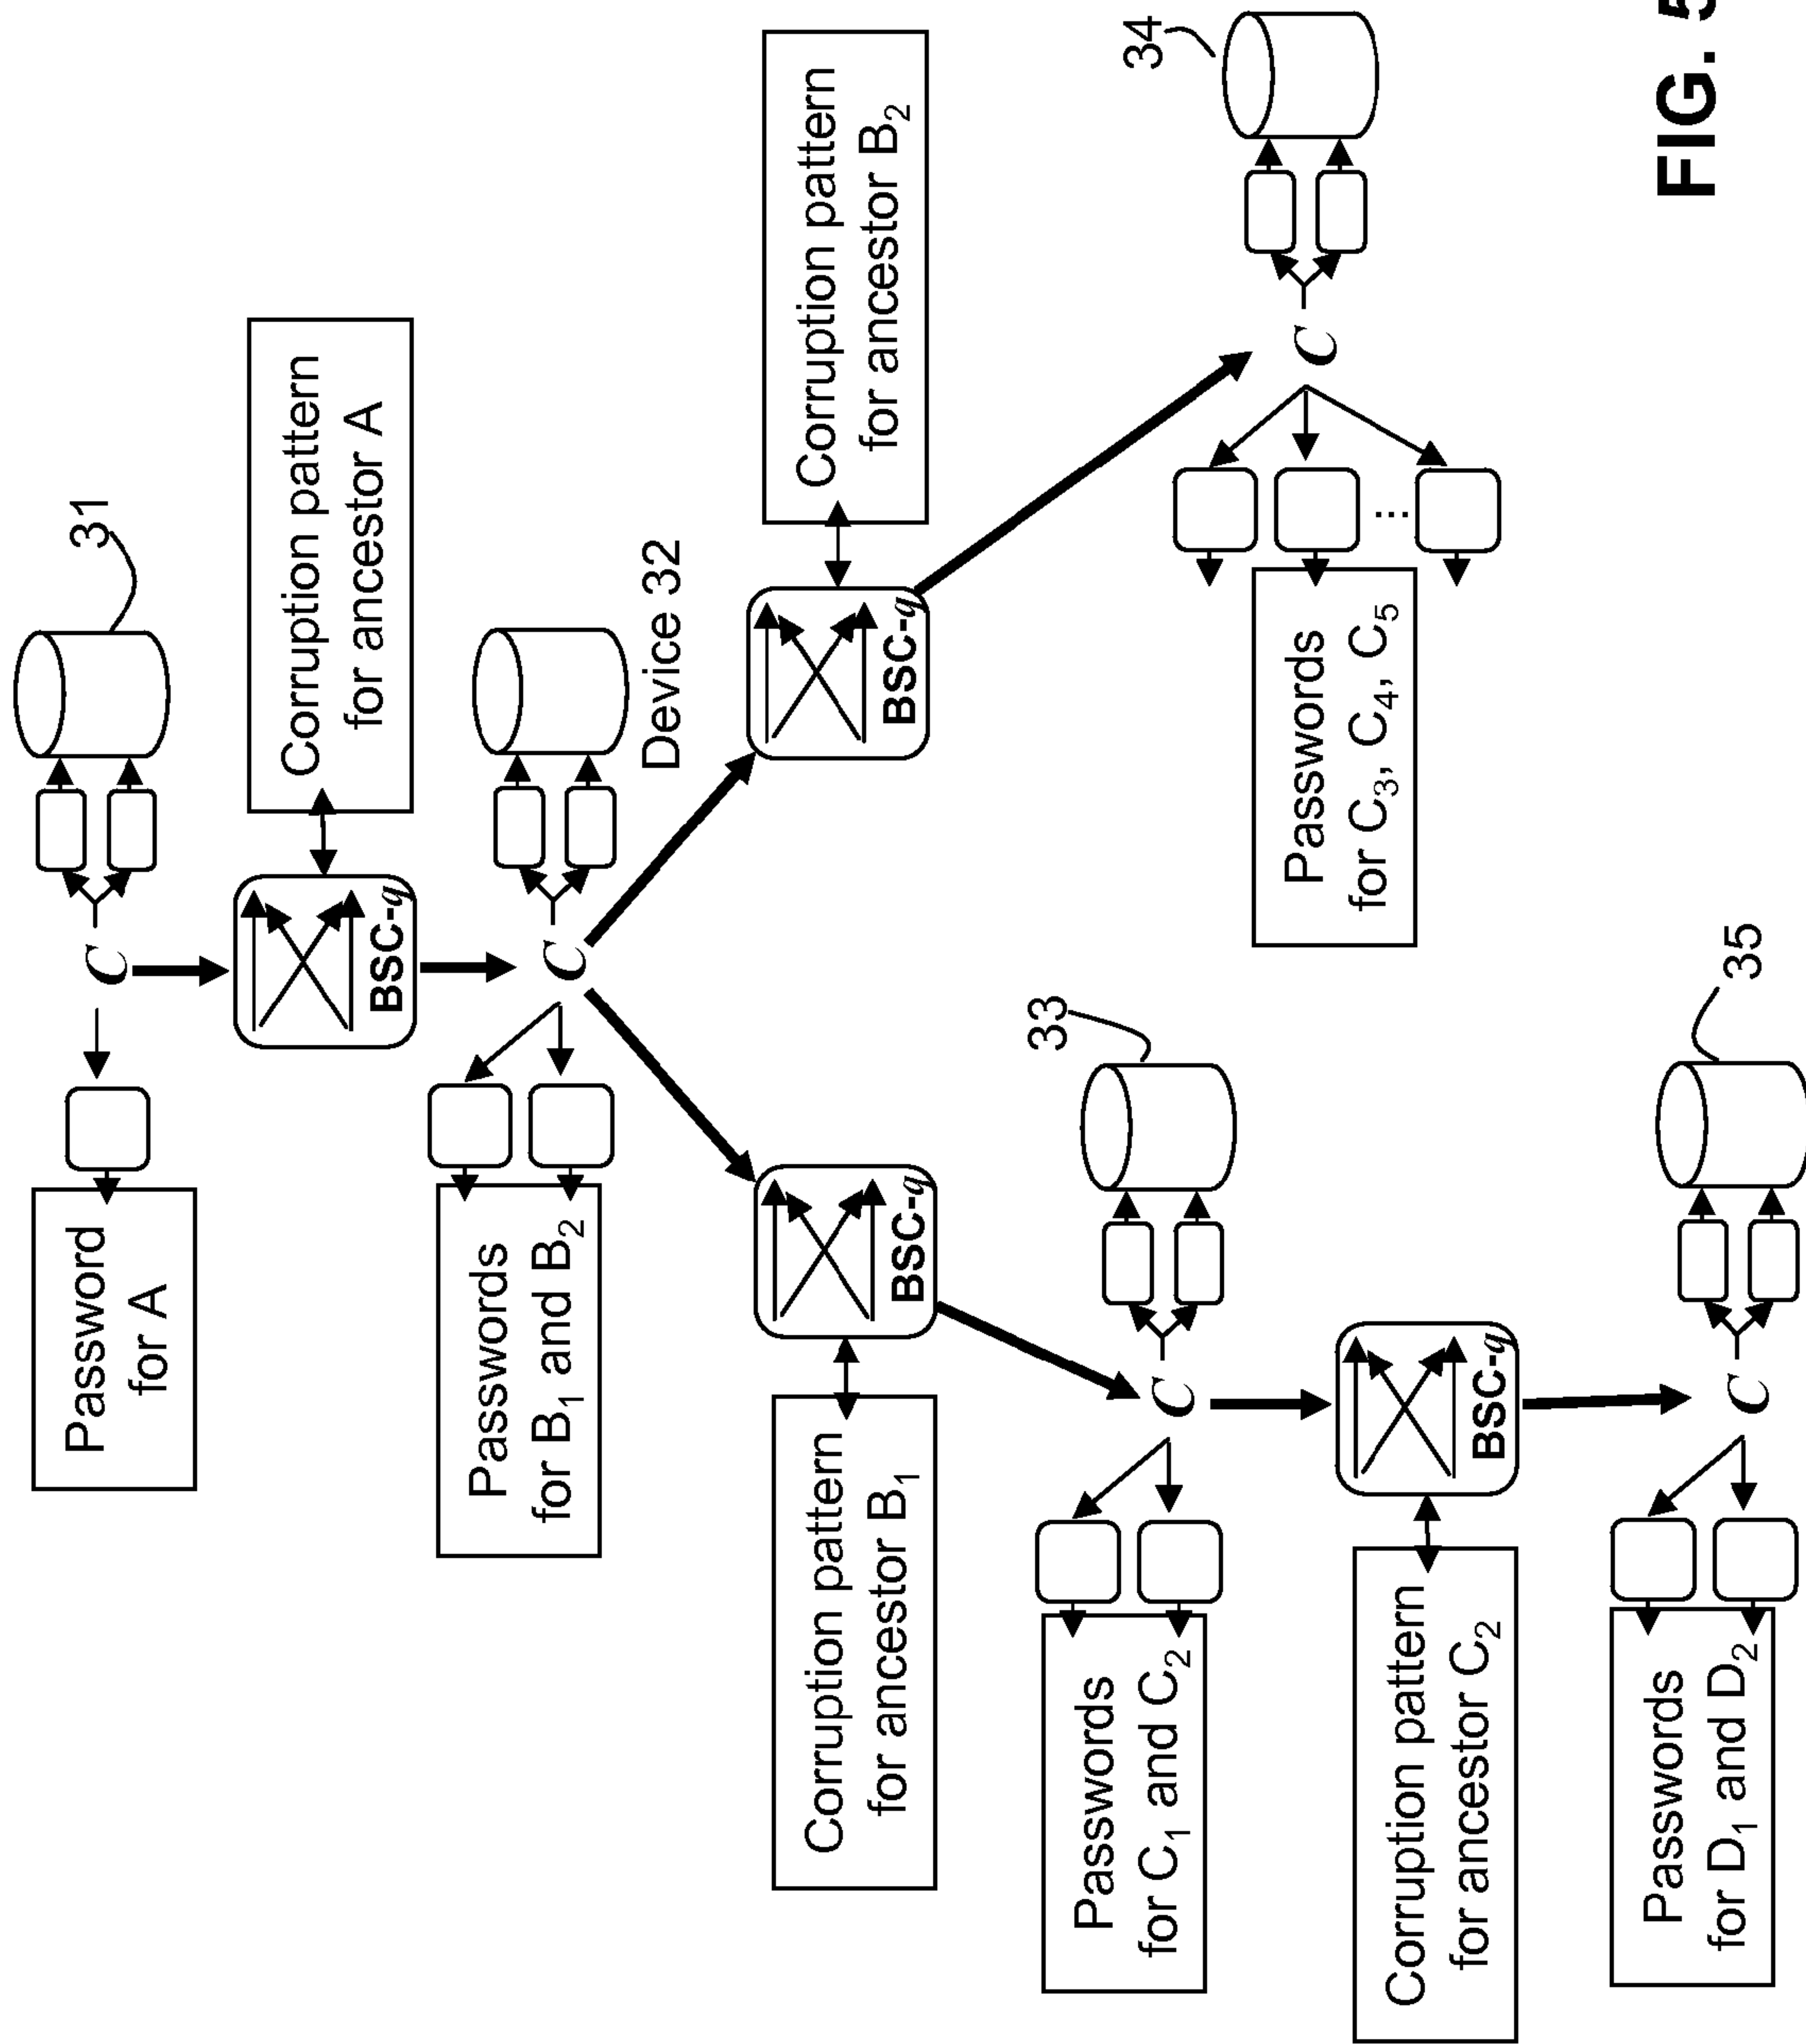 Password
for A
C
31
BSC-q
Corruption pattern
for ancestor A
Passwords
for B₁ and B₂
C
Device 32
Corruption pattern
for ancestor B₁
BSC-q
BSC-q
Corruption pattern
for ancestor B₂
Passwords
for C₁ and C₂
C
33
Passwords
for C₃, C₄, C₅
...
C
34
Corruption pattern
for ancestor C₂
BSC-q
Passwords
for D₁ and D₂
C
35
FIG. 5